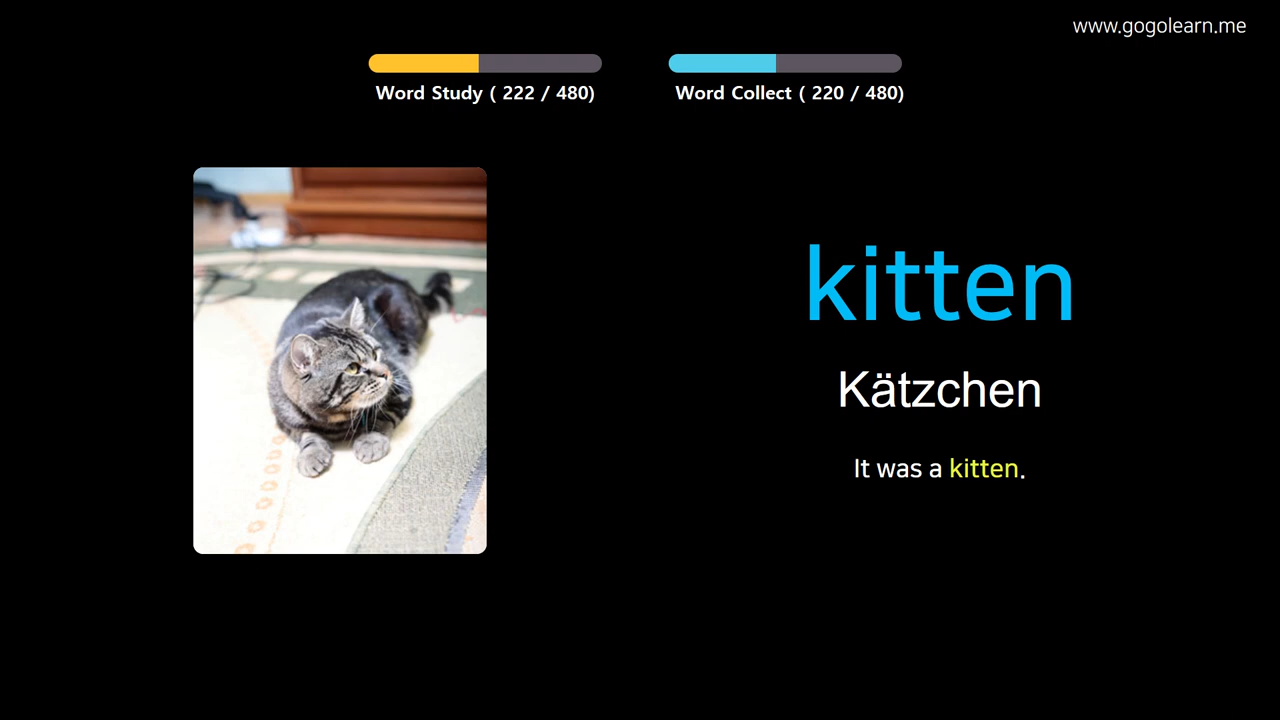 www.gogolearn.me
Word Study ( 222 / 480)
Word Collect ( 220 / 480)
kitten
Kätzchen
It was a kitten.